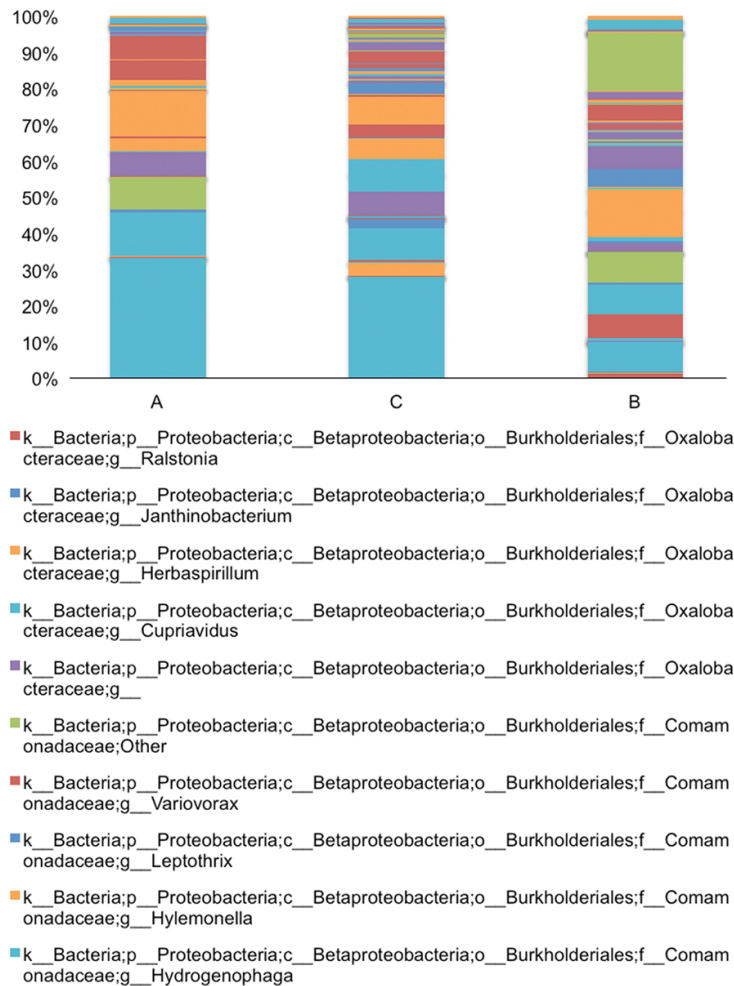 100%
90%
80%
70%
60%
50%
40%
30%
20%
10%
0%
A C B
k__Bacteria;p__Proteobacteria;c__Betaproteobacteria;o__Burkholderiales;f__Oxaloba
cteraceae;g__Ralstonia
k__Bacteria;p__Proteobacteria;c__Betaproteobacteria;o__Burkholderiales;f__Oxaloba
cteraceae;g__Janthinobacterium
k__Bacteria;p__Proteobacteria;c__Betaproteobacteria;o__Burkholderiales;f__Oxaloba
cteraceae;g__Herbaspirillum
k__Bacteria;p__Proteobacteria;c__Betaproteobacteria;o__Burkholderiales;f__Oxaloba
cteraceae;g__Cupriavidus
k__Bacteria;p__Proteobacteria;c__Betaproteobacteria;o__Burkholderiales;f__Oxaloba
cteraceae;g__
k__Bacteria;p__Proteobacteria;c__Betaproteobacteria;o__Burkholderiales;f__Comam
onadaceae;Other
k__Bacteria;p__Proteobacteria;c__Betaproteobacteria;o__Burkholderiales;f__Comam
onadaceae;g__Variovorax
k__Bacteria;p__Proteobacteria;c__Betaproteobacteria;o__Burkholderiales;f__Comam
onadaceae;g__Leptothrix
k__Bacteria;p__Proteobacteria;c__Betaproteobacteria;o__Burkholderiales;f__Comam
onadaceae;g__Hylemonella
k__Bacteria;p__Proteobacteria;c__Betaproteobacteria;o__Burkholderiales;f__Comam
onadaceae;g__Hydrogenophaga